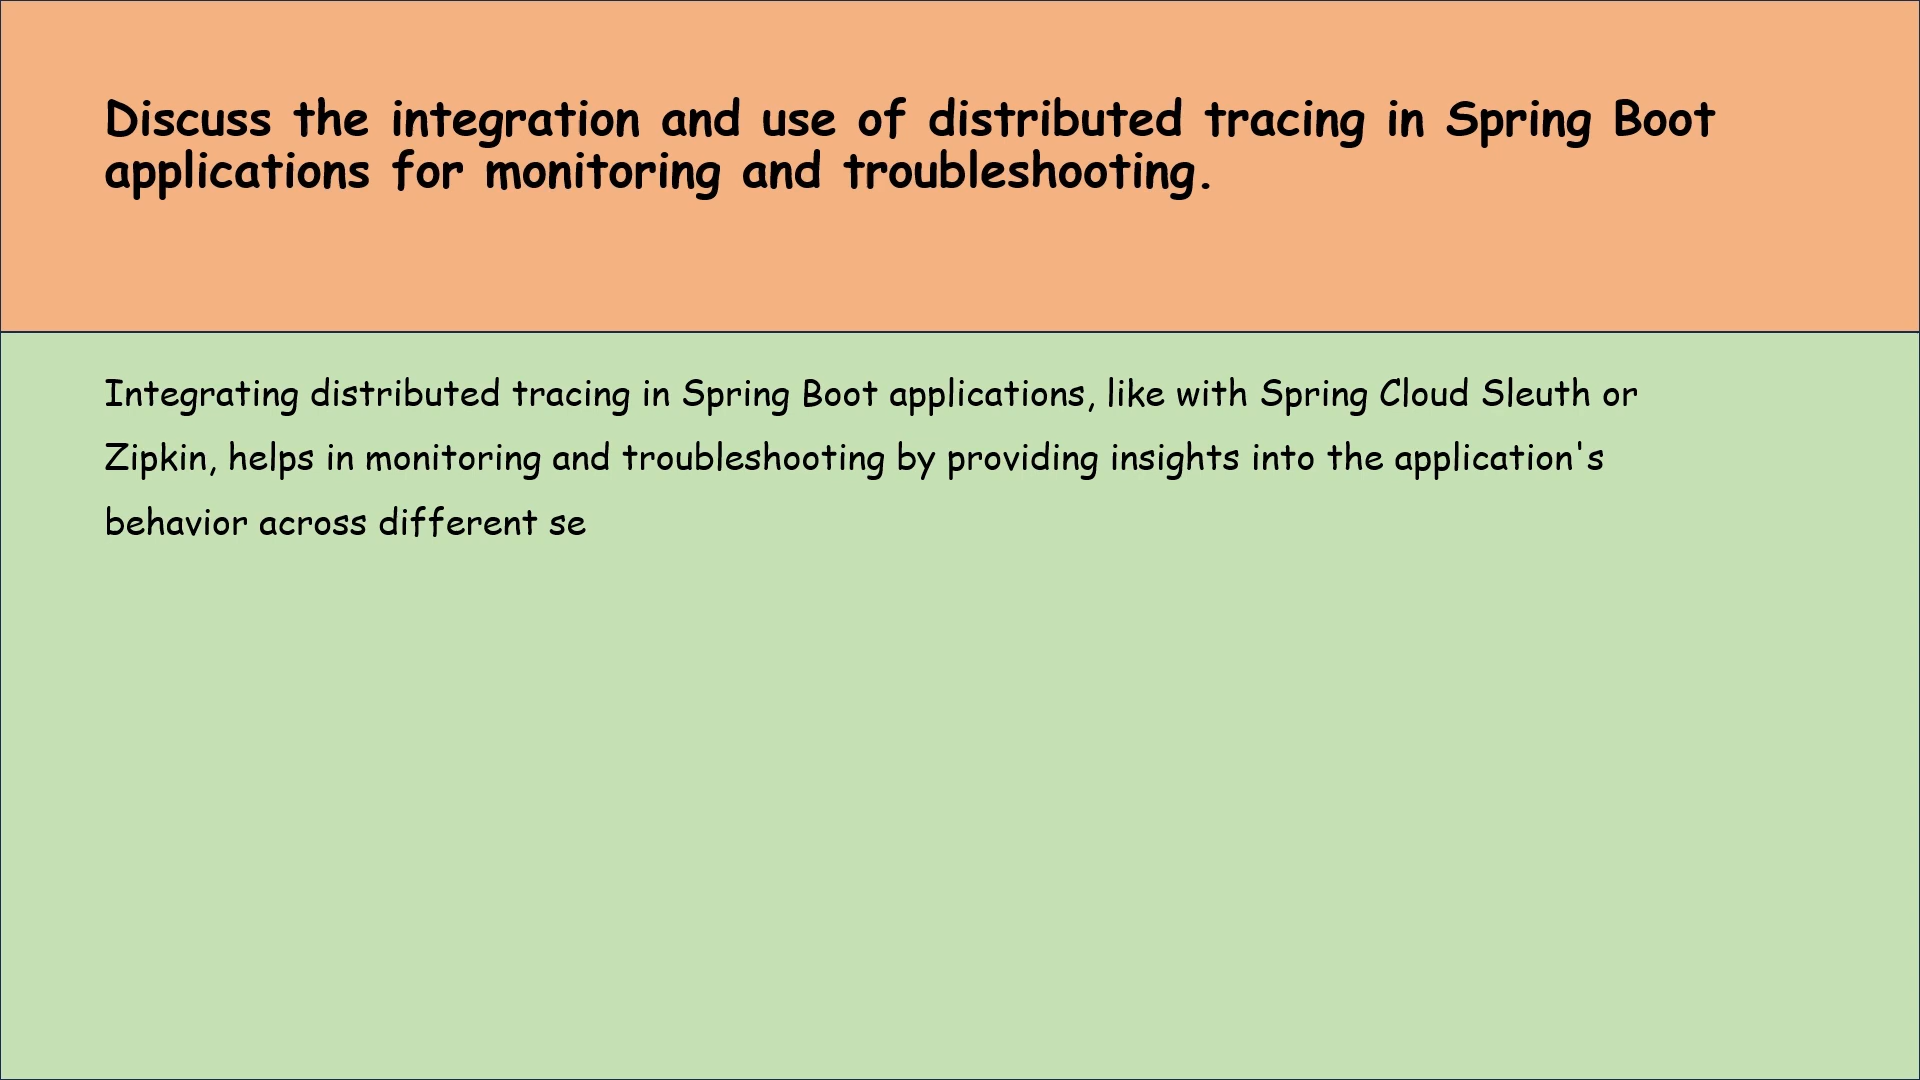 Discuss the integration and use of distributed tracing in Spring Boot
applications for monitoring and troubleshooting.
Integrating distributed tracing in Spring Boot applications, like with Spring Cloud Sleuth or
Zipkin, helps in monitoring and troubleshooting by providing insights into the application's
behavior across different se